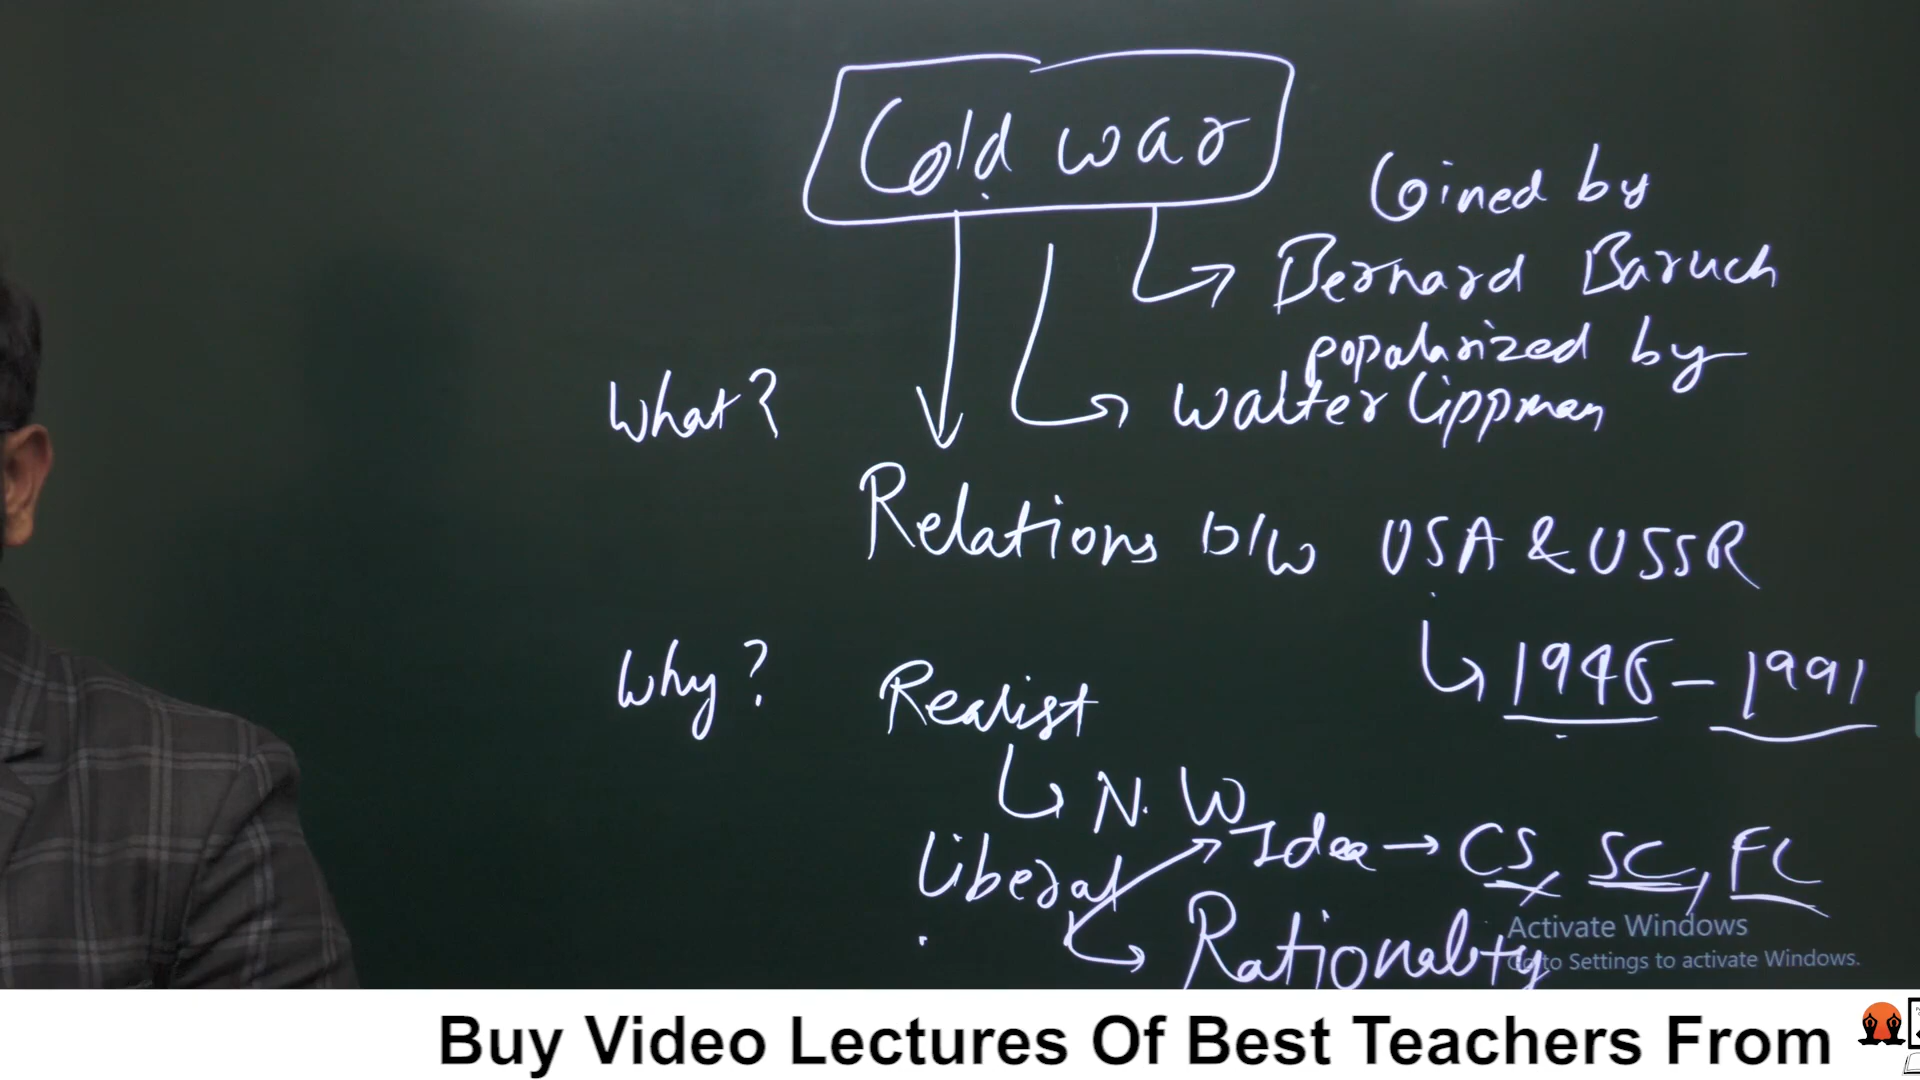 Cold war
Coined by
Bernard Baruch
popularized by
What?
Walter Lippman
Relations b/w USA & USSR
1946 - 1991
Why?
Realist
N. W
Liberal
Idea → CS, SC, FC
Rationality
Activate Windows
Go to Settings to activate Windows.
Buy Video Lectures Of Best Teachers From